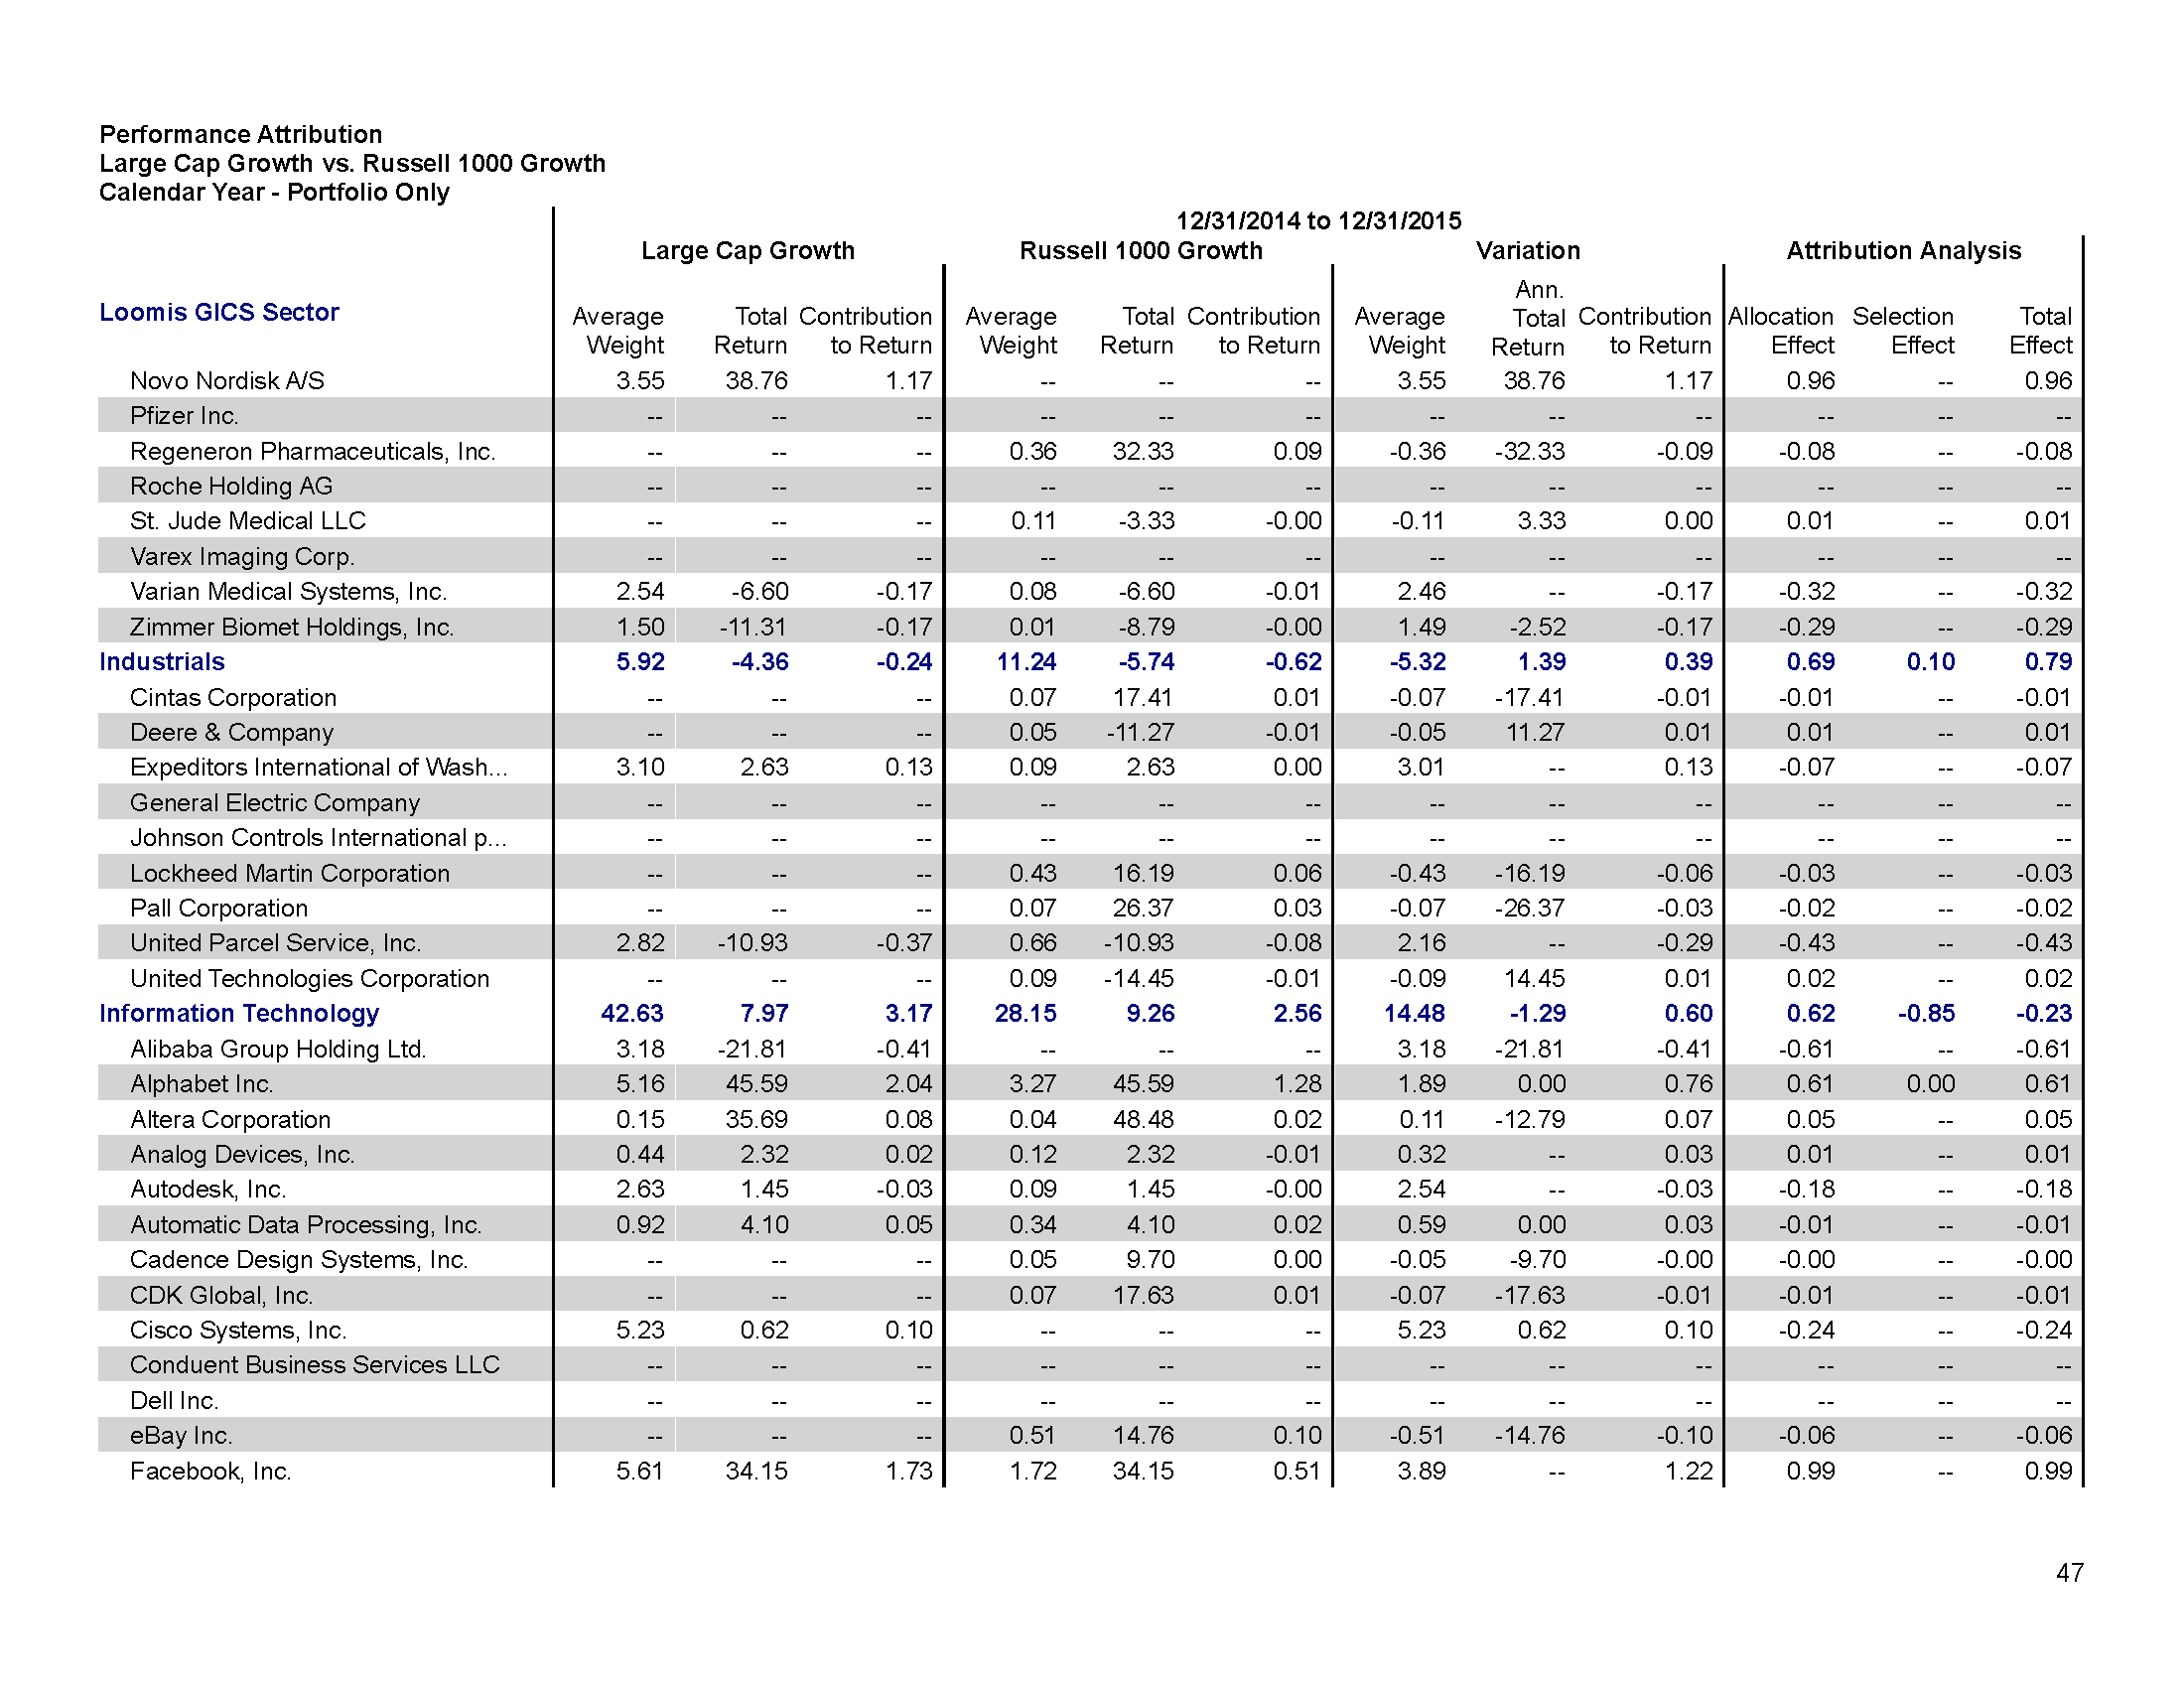 Performance Attribution
Large Cap Growth vs. Russell 1000 Growth
Calendar Year - Portfolio Only
12/31/2014 to 12/31/2015
Large Cap Growth Russell 1000 Growth Variation Attribution Analysis
Loomis GICS Sector Average Weight Total Return Contribution to Return Average Weight Total Return Contribution to Return Average Weight Ann. Total Return Contribution to Return Allocation Effect Selection Effect Total Effect
Novo Nordisk A/S 3.55 38.76 1.17 -- -- -- 3.55 38.76 1.17 0.96 -- 0.96
Pfizer Inc. -- -- -- -- -- -- -- -- -- -- -- --
Regeneron Pharmaceuticals, Inc. -- -- -- 0.36 32.33 0.09 -0.36 -32.33 -0.09 -0.08 -- -0.08
Roche Holding AG -- -- -- -- -- -- -- -- -- -- -- --
St. Jude Medical LLC -- -- -- 0.11 -3.33 -0.00 -0.11 3.33 0.00 0.01 -- 0.01
Varex Imaging Corp. -- -- -- -- -- -- -- -- -- -- -- --
Varian Medical Systems, Inc. 2.54 -6.60 -0.17 0.08 -6.60 -0.01 2.46 -- -0.17 -0.32 -- -0.32
Zimmer Biomet Holdings, Inc. 1.50 -11.31 -0.17 0.01 -8.79 -0.00 1.49 -2.52 -0.17 -0.29 -- -0.29
Industrials 5.92 -4.36 -0.24 11.24 -5.74 -0.62 -5.32 1.39 0.39 0.69 0.10 0.79
Cintas Corporation -- -- -- 0.07 17.41 0.01 -0.07 -17.41 -0.01 -0.01 -- -0.01
Deere & Company -- -- -- 0.05 -11.27 -0.01 -0.05 11.27 0.01 0.01 -- 0.01
Expeditors International of Wash... 3.10 2.63 0.13 0.09 2.63 0.00 3.01 -- 0.13 -0.07 -- -0.07
General Electric Company -- -- -- -- -- -- -- -- -- -- -- --
Johnson Controls International p... -- -- -- -- -- -- -- -- -- -- -- --
Lockheed Martin Corporation -- -- -- 0.43 16.19 0.06 -0.43 -16.19 -0.06 -0.03 -- -0.03
Pall Corporation -- -- -- 0.07 26.37 0.03 -0.07 -26.37 -0.03 -0.02 -- -0.02
United Parcel Service, Inc. 2.82 -10.93 -0.37 0.66 -10.93 -0.08 2.16 -- -0.29 -0.43 -- -0.43
United Technologies Corporation -- -- -- 0.09 -14.45 -0.01 -0.09 14.45 0.01 0.02 -- 0.02
Information Technology 42.63 7.97 3.17 28.15 9.26 2.56 14.48 -1.29 0.60 0.62 -0.85 -0.23
Alibaba Group Holding Ltd. 3.18 -21.81 -0.41 -- -- -- 3.18 -21.81 -0.41 -0.61 -- -0.61
Alphabet Inc. 5.16 45.59 2.04 3.27 45.59 1.28 1.89 0.00 0.76 0.61 0.00 0.61
Altera Corporation 0.15 35.69 0.08 0.04 48.48 0.02 0.11 -12.79 0.07 0.05 -- 0.05
Analog Devices, Inc. 0.44 2.32 0.02 0.12 2.32 -0.01 0.32 -- 0.03 0.01 -- 0.01
Autodesk, Inc. 2.63 1.45 -0.03 0.09 1.45 -0.00 2.54 -- -0.03 -0.18 -- -0.18
Automatic Data Processing, Inc. 0.92 4.10 0.05 0.34 4.10 0.02 0.59 0.00 0.03 -0.01 -- -0.01
Cadence Design Systems, Inc. -- -- -- 0.05 9.70 0.00 -0.05 -9.70 -0.00 -0.00 -- -0.00
CDK Global, Inc. -- -- -- 0.07 17.63 0.01 -0.07 -17.63 -0.01 -0.01 -- -0.01
Cisco Systems, Inc. 5.23 0.62 0.10 -- -- -- 5.23 0.62 0.10 -0.24 -- -0.24
Conduent Business Services LLC -- -- -- -- -- -- -- -- -- -- -- --
Dell Inc. -- -- -- -- -- -- -- -- -- -- -- --
eBay Inc. -- -- -- 0.51 14.76 0.10 -0.51 -14.76 -0.10 -0.06 -- -0.06
Facebook, Inc. 5.61 34.15 1.73 1.72 34.15 0.51 3.89 -- 1.22 0.99 -- 0.99
47